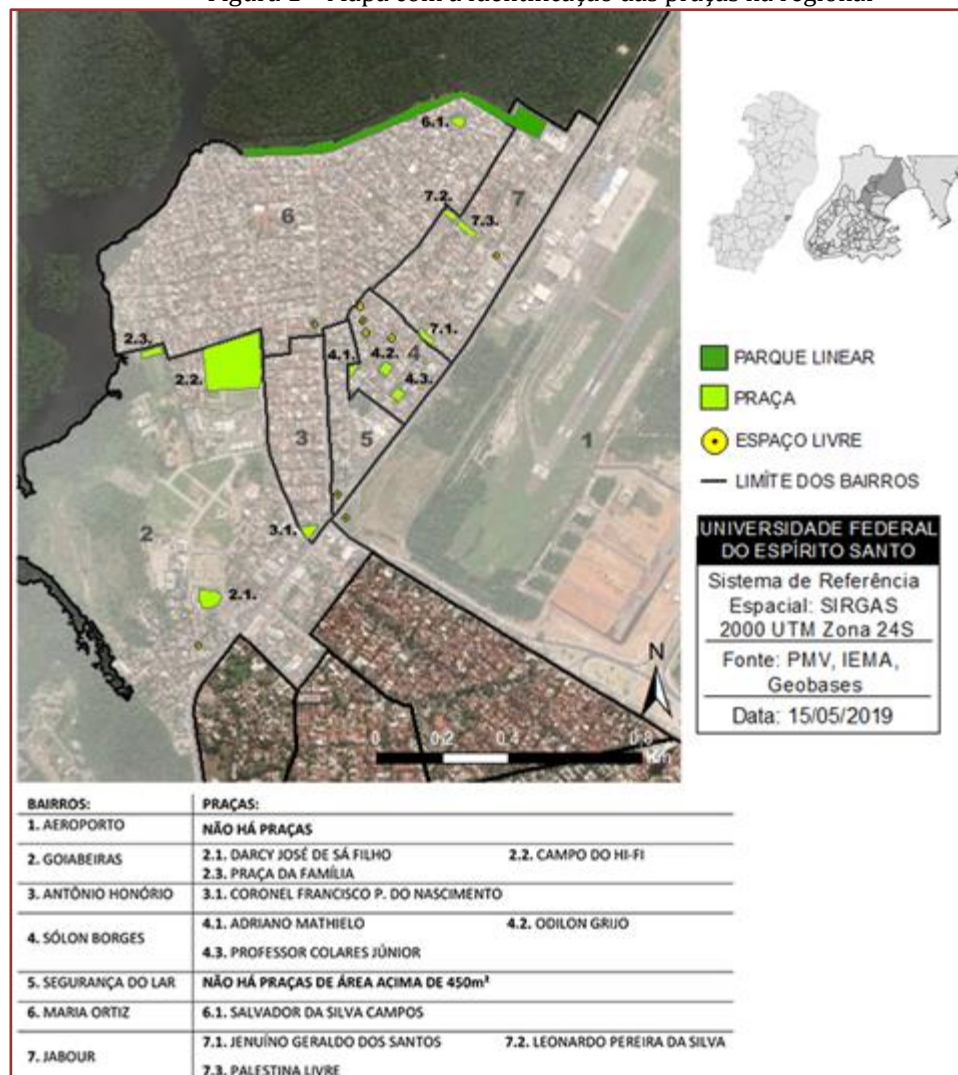 Figura 1 – Mapa com a identificação das praças na regional
6.1.
7
7.2.
7.3.
6
7.1.
2.3.
4.1.
4.2.
4
2.2.
4.3.
3
5
1
2
3.1.
2.1.
N
0 0.2 0.4 0.8
km
PARQUE LINEAR
PRAÇA
ESPAÇO LIVRE
LIMÍTE DOS BAIRROS
UNIVERSIDADE FEDERAL
DO ESPÍRITO SANTO
Sistema de Referência
Espacial: SIRGAS
2000 UTM Zona 24S
Fonte: PMV, IEMA,
Geobases
Data: 15/05/2019
BAIRROS: PRAÇAS:
1. AEROPORTO NÃO HÁ PRAÇAS
2. GOIABEIRAS 2.1. DARCY JOSÉ DE SÁ FILHO 2.2. CAMPO DO HI-FI
2.3. PRAÇA DA FAMÍLIA
3. ANTÔNIO HONÓRIO 3.1. CORONEL FRANCISCO P. DO NASCIMENTO
4. SÓLON BORGES 4.1. ADRIANO MATHIELO 4.2. ODILON GRIJO
4.3. PROFESSOR COLARES JÚNIOR
5. SEGURANÇA DO LAR NÃO HÁ PRAÇAS DE ÁREA ACIMA DE 450m²
6. MARIA ORTIZ 6.1. SALVADOR DA SILVA CAMPOS
7. JABOUR 7.1. JENUÍNO GERALDO DOS SANTOS 7.2. LEONARDO PEREIRA DA SILVA
7.3. PALESTINA LIVRE